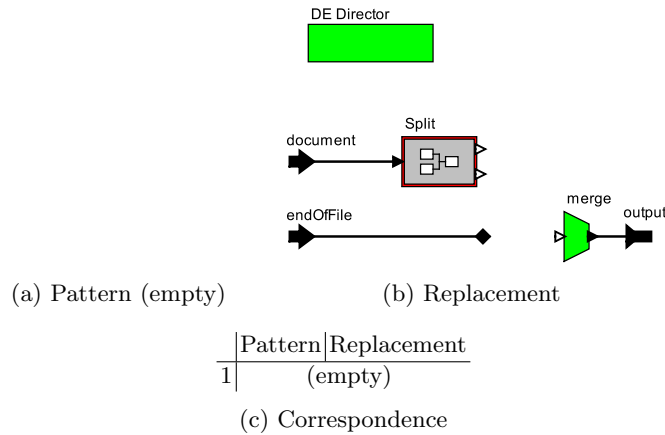 DE Director
Split
document
merge
endOfFile
output
(a) Pattern (empty)
(b) Replacement
Pattern Replacement
1 (empty)
(c) Correspondence